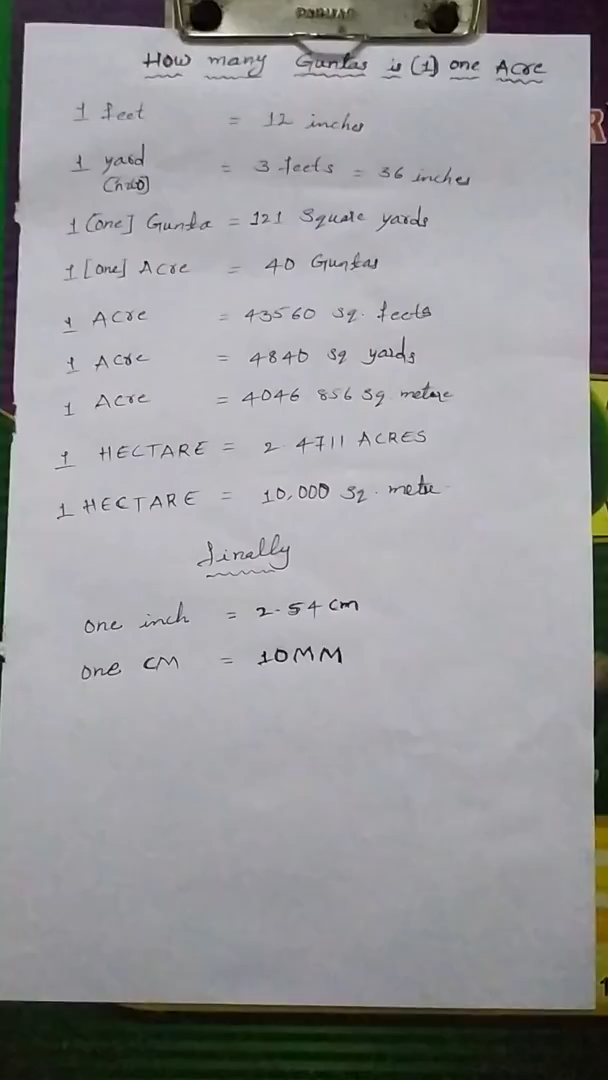 How many Guntas is (1) one Acre
1 feet = 12 inches
1 yard = 3 feets = 36 inches
1 [one] Gunta = 121 Square yards
1 [one] Acre = 40 Guntas
1 Acre = 43560 sq. feets
1 Acre = 4840 sq yards
1 Acre = 4046 856 sq metre
1 HECTARE = 2.4711 ACRES
1 HECTARE = 10,000 sq. metre
finally
one inch = 2.54 cm
one CM = 10MM